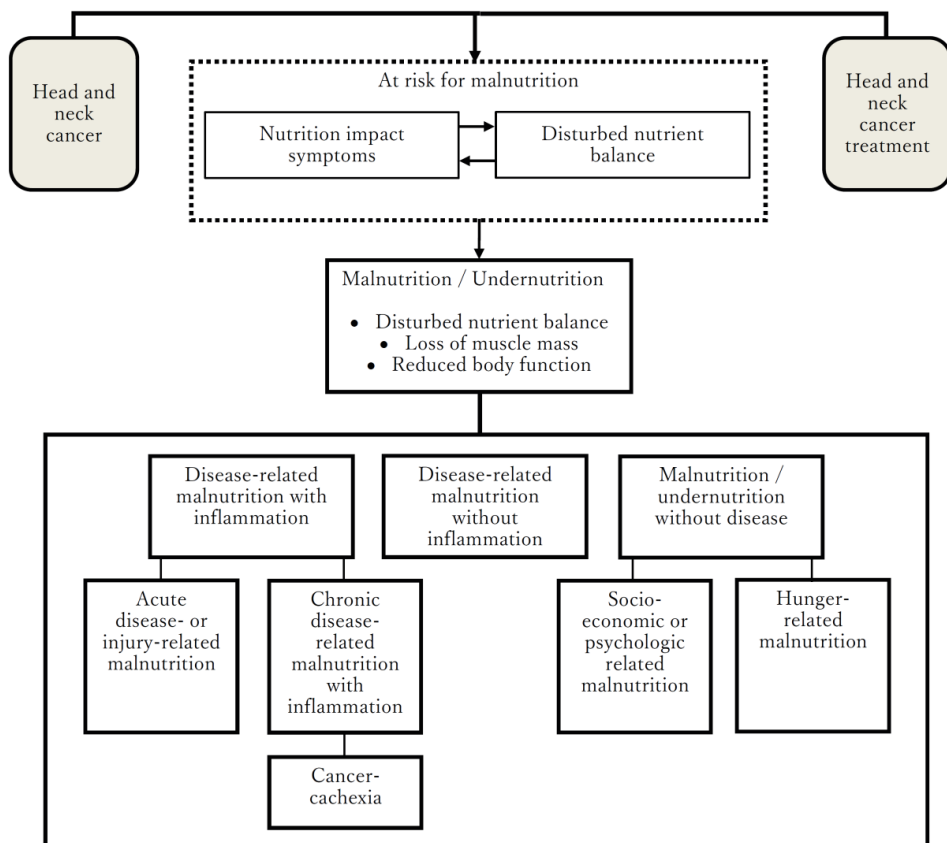 Head and
neck
cancer
At risk for malnutrition
Nutrition impact
symptoms
Disturbed nutrient
balance
Head and
neck
cancer
treatment
Malnutrition / Undernutrition
• Disturbed nutrient balance
• Loss of muscle mass
• Reduced body function
Disease-related
malnutrition with
inflammation
Disease-related
malnutrition
without
inflammation
Malnutrition /
undernutrition
without disease
Acute
disease- or
injury-related
malnutrition
Chronic
disease-
related
malnutrition
with
inflammation
Socio-
economic or
psychologic
related
malnutrition
Hunger-
related
malnutrition
Cancer-
cachexia